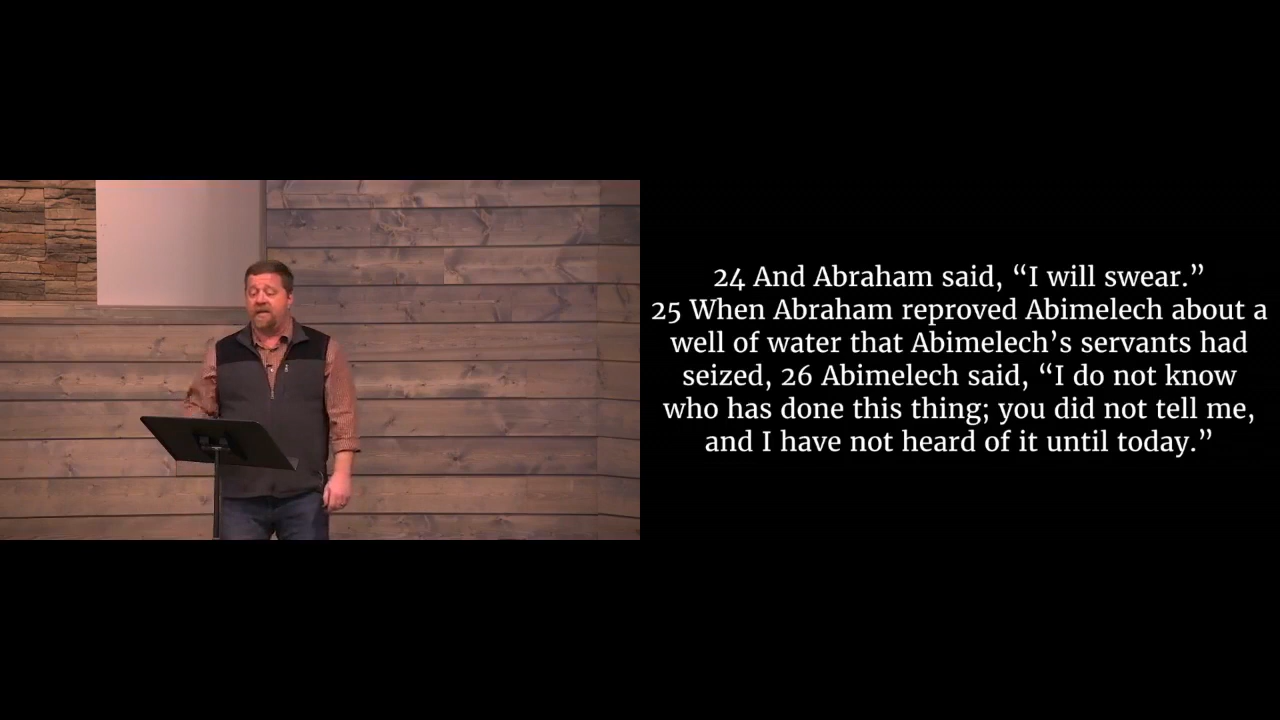 24 And Abraham said, “I will swear.”
25 When Abraham reproved Abimelech about a
well of water that Abimelech’s servants had
seized, 26 Abimelech said, “I do not know
who has done this thing; you did not tell me,
and I have not heard of it until today.”